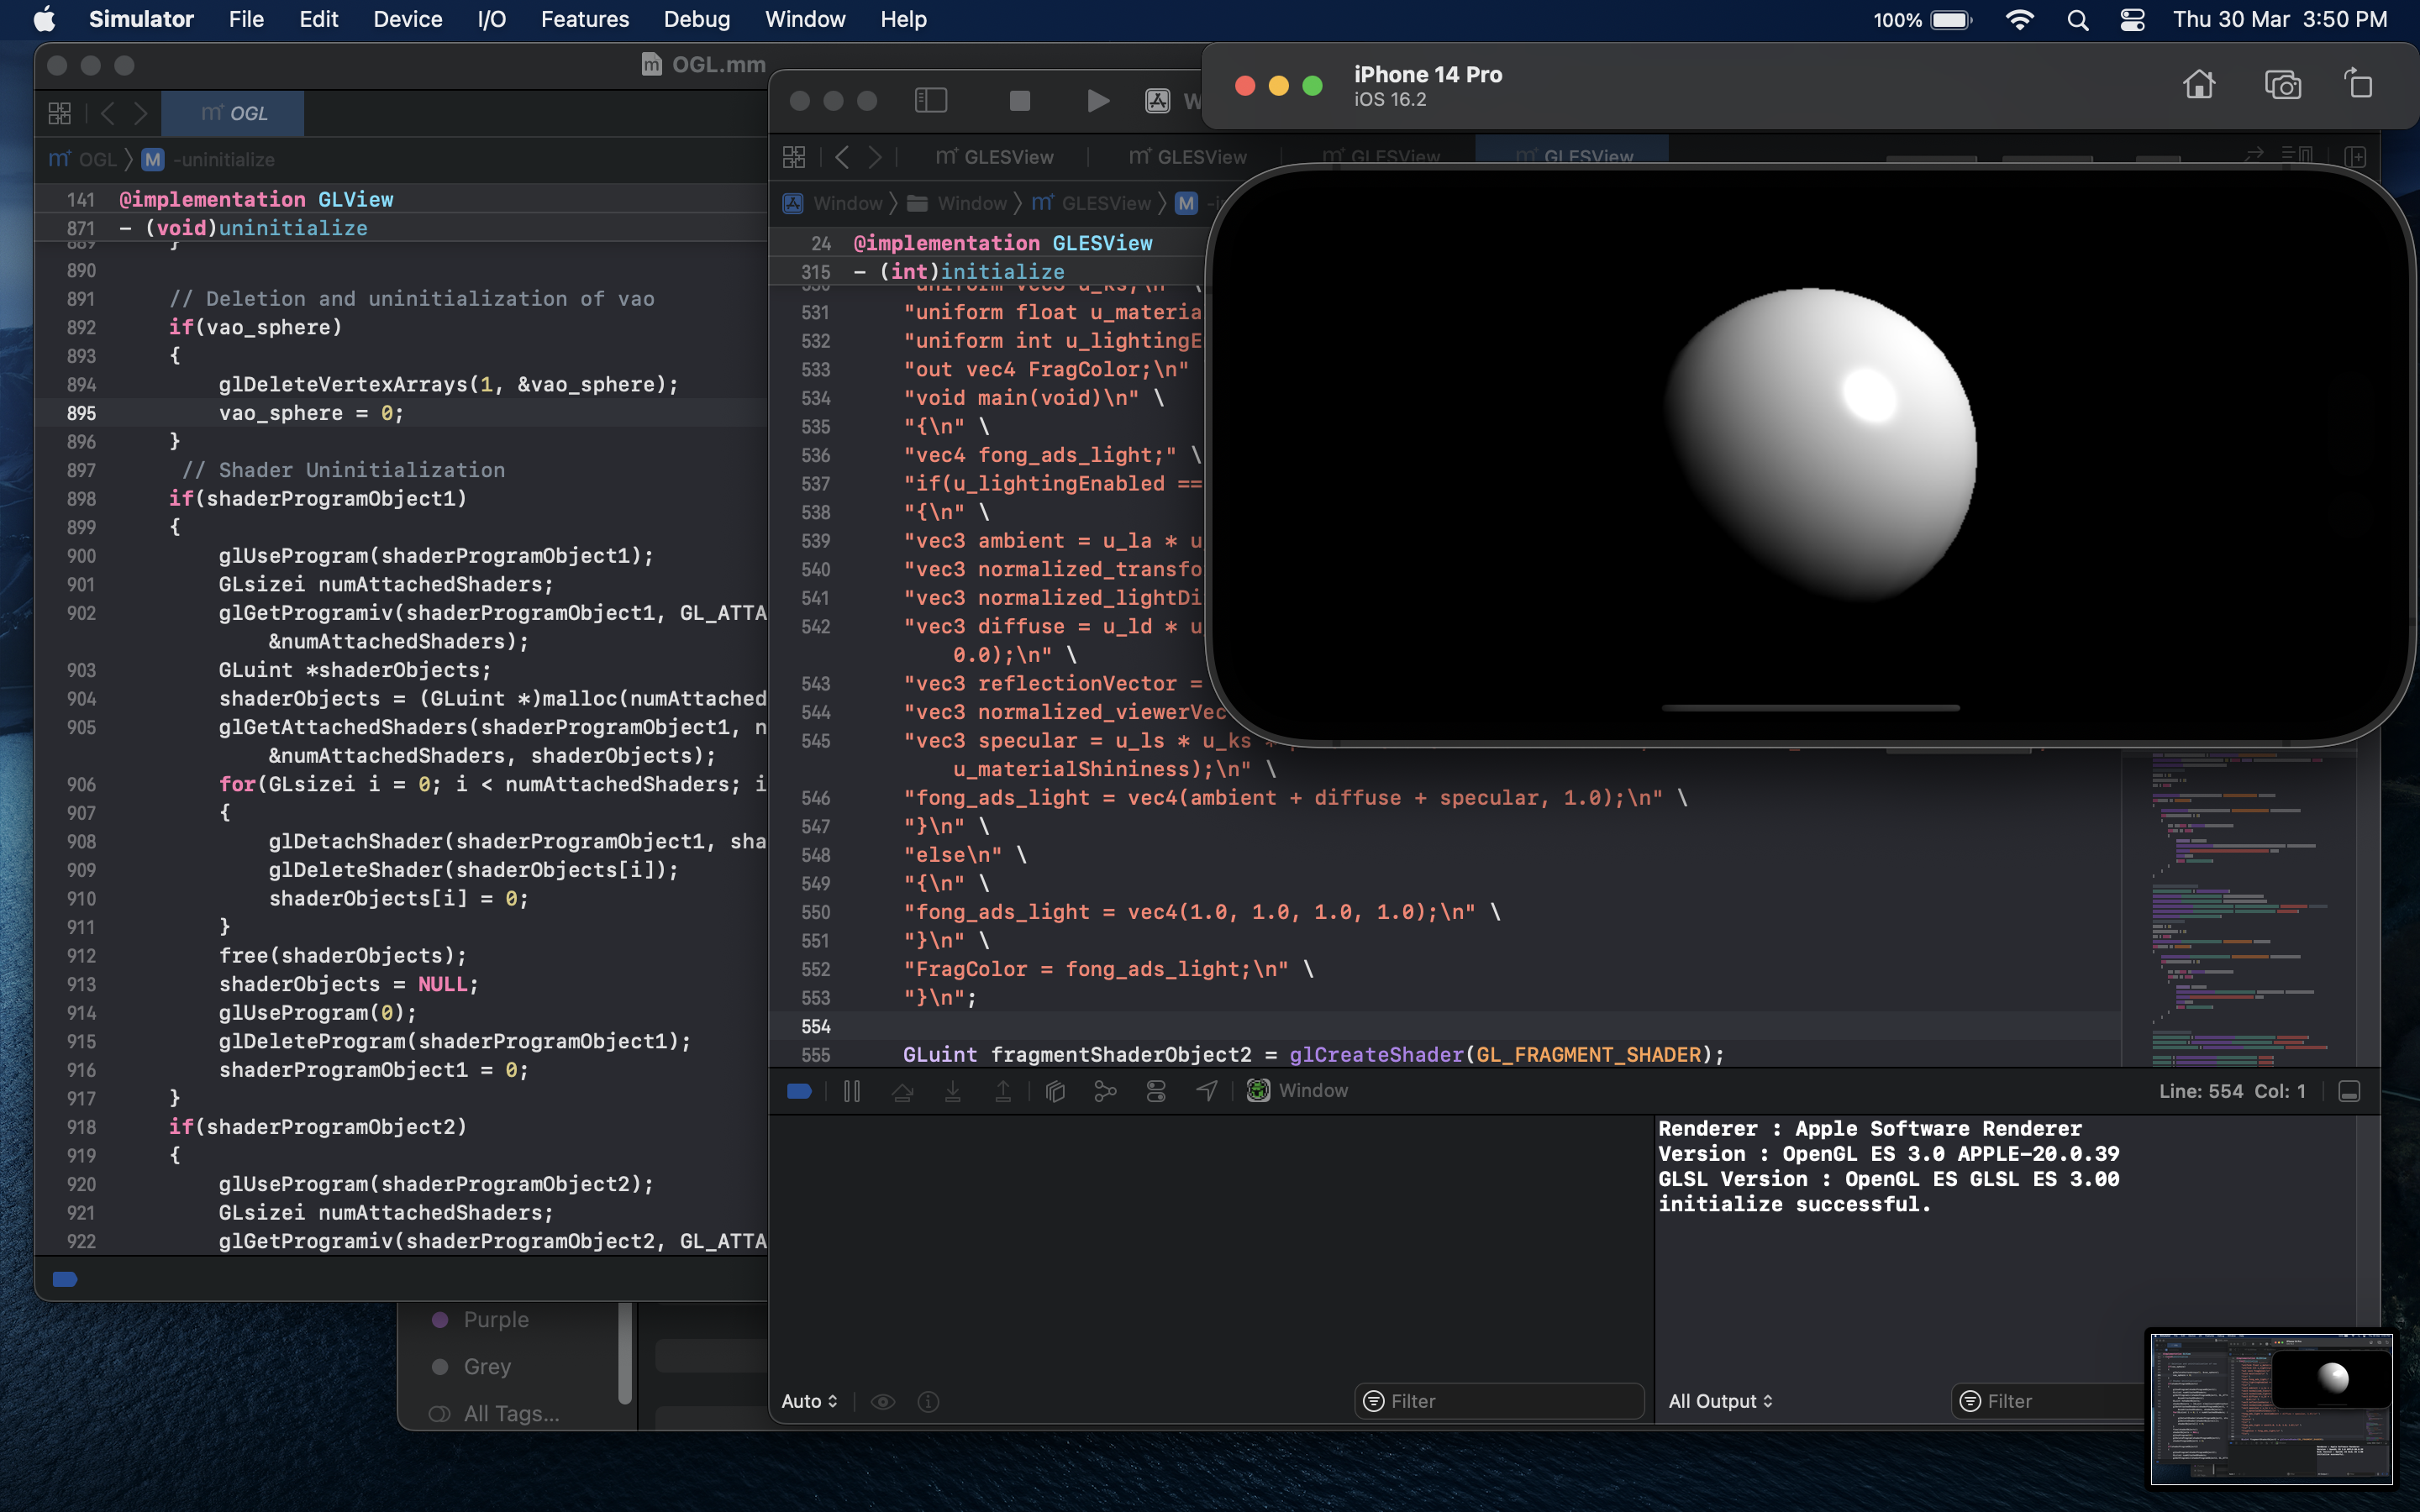 Simulator File Edit Device I/O Features Debug Window Help 100% Thu 30 Mar 3:50 PM
OGL.mm
OGL
OGL M -uninitialize
141 @implementation GLView
871 - (void)uninitialize
889 }
890
891 // Deletion and uninitialization of vao
892 if(vao_sphere)
893 {
894 glDeleteVertexArrays(1, &vao_sphere);
895 vao_sphere = 0;
896 }
897 // Shader Uninitialization
898 if(shaderProgramObject1)
899 {
900 glUseProgram(shaderProgramObject1);
901 GLsizei numAttachedShaders;
902 glGetProgramiv(shaderProgramObject1, GL_ATTA
&numAttachedShaders);
903 GLuint *shaderObjects;
904 shaderObjects = (GLuint *)malloc(numAttached
905 glGetAttachedShaders(shaderProgramObject1, n
&numAttachedShaders, shaderObjects);
906 for(GLsizei i = 0; i < numAttachedShaders; i
907 {
908 glDetachShader(shaderProgramObject1, sha
909 glDeleteShader(shaderObjects[i]);
910 shaderObjects[i] = 0;
911 }
912 free(shaderObjects);
913 shaderObjects = NULL;
914 glUseProgram(0);
915 glDeleteProgram(shaderProgramObject1);
916 shaderProgramObject1 = 0;
917 }
918 if(shaderProgramObject2)
919 {
920 glUseProgram(shaderProgramObject2);
921 GLsizei numAttachedShaders;
922 glGetProgramiv(shaderProgramObject2, GL_ATTA
Purple
Grey
All Tags...
iPhone 14 Pro
iOS 16.2
GLESView GLESView GLESView GLESView
Window Window GLESView M
24 @implementation GLESView
315 - (int)initialize
530 "uniform vec3 u_ks;\n" \
531 "uniform float u_materia
532 "uniform int u_lightingE
533 "out vec4 FragColor;\n"
534 "void main(void)\n" \
535 "{\n" \
536 "vec4 fong_ads_light;" \
537 "if(u_lightingEnabled ==
538 "{\n" \
539 "vec3 ambient = u_la * u
540 "vec3 normalized_transfo
541 "vec3 normalized_lightDi
542 "vec3 diffuse = u_ld * u
0.0);\n" \
543 "vec3 reflectionVector =
544 "vec3 normalized_viewerVec
545 "vec3 specular = u_ls * u_ks *
u_materialShininess);\n" \
546 "fong_ads_light = vec4(ambient + diffuse + specular, 1.0);\n" \
547 "}\n" \
548 "else\n" \
549 "{\n" \
550 "fong_ads_light = vec4(1.0, 1.0, 1.0, 1.0);\n" \
551 "}\n" \
552 "FragColor = fong_ads_light;\n" \
553 "}\n";
554
555 GLuint fragmentShaderObject2 = glCreateShader(GL_FRAGMENT_SHADER);
Window Line: 554 Col: 1
Renderer : Apple Software Renderer
Version : OpenGL ES 3.0 APPLE-20.0.39
GLSL Version : OpenGL ES GLSL ES 3.00
initialize successful.
Auto Filter All Output Filter